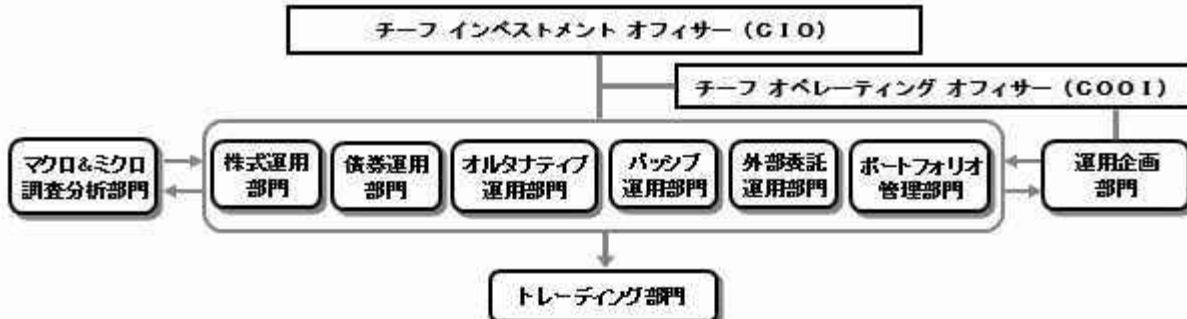 チーフ インベストメント オフィサー（CIO）
チーフ オペレーティング オフィサー（COOI）
マクロ&ミクロ
調査分析部門
株式運用
部門
債券運用
部門
オルタナティブ
運用部門
パッシブ
運用部門
外部委託
運用部門
ポートフォリオ
管理部門
運用企画
部門
トレーディング部門